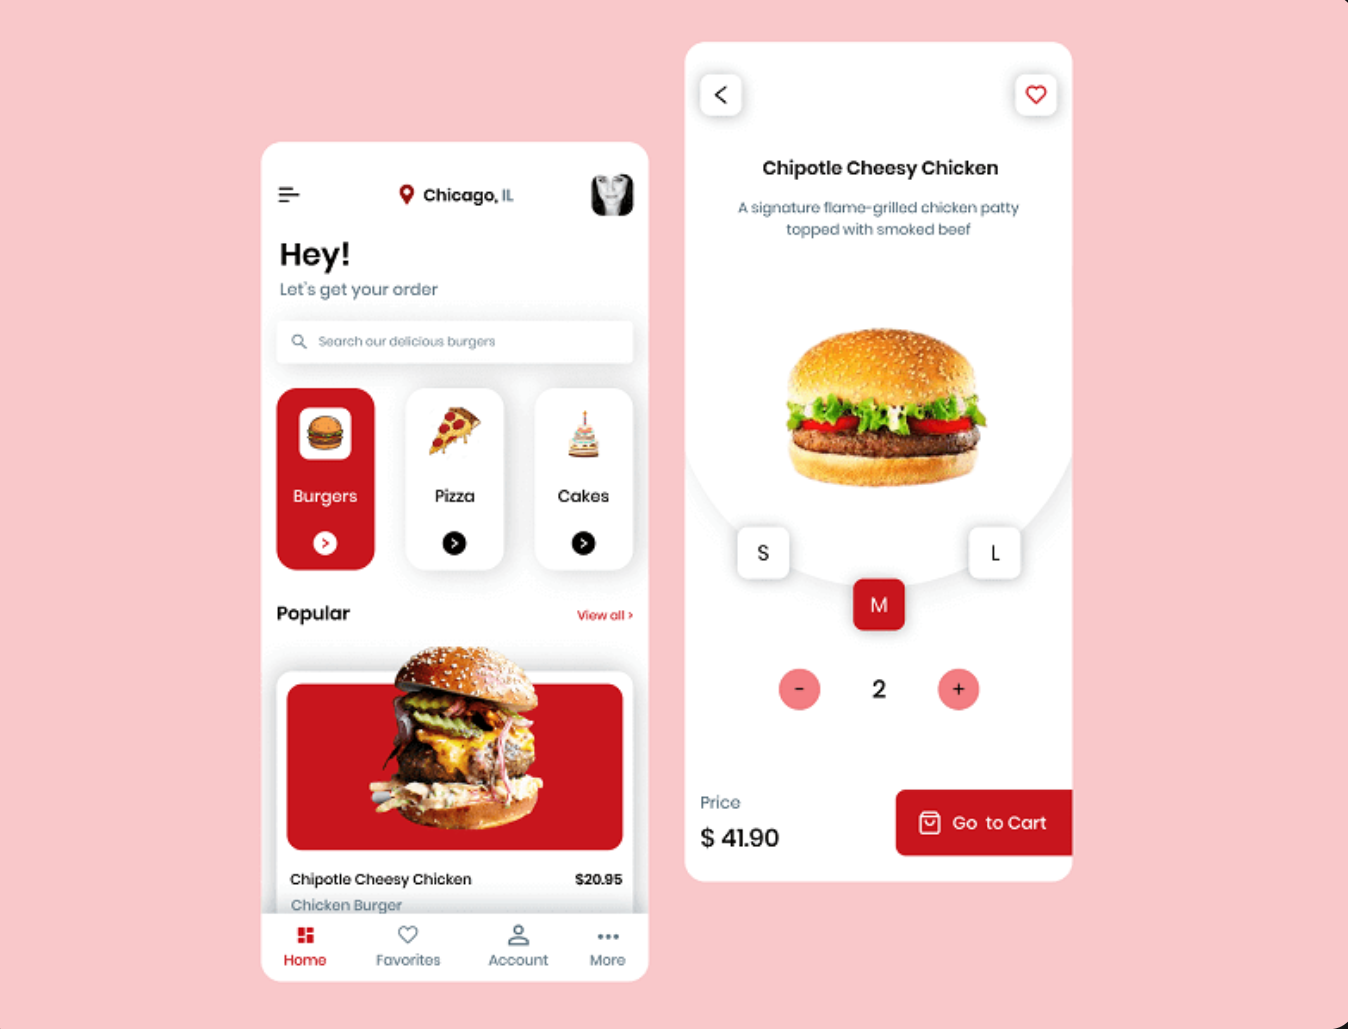 Chicago, IL
Hey!
Let's get your order
Search our delicious burgers
Burgers
Pizza
Cakes
Popular
View all >
Chipotle Cheesy Chicken
$20.95
Chicken Burger
Home
Favorites
Account
More
Chipotle Cheesy Chicken
A signature flame-grilled chicken patty
topped with smoked beef
S
L
M
-
2
+
Price
$ 41.90
Go to Cart